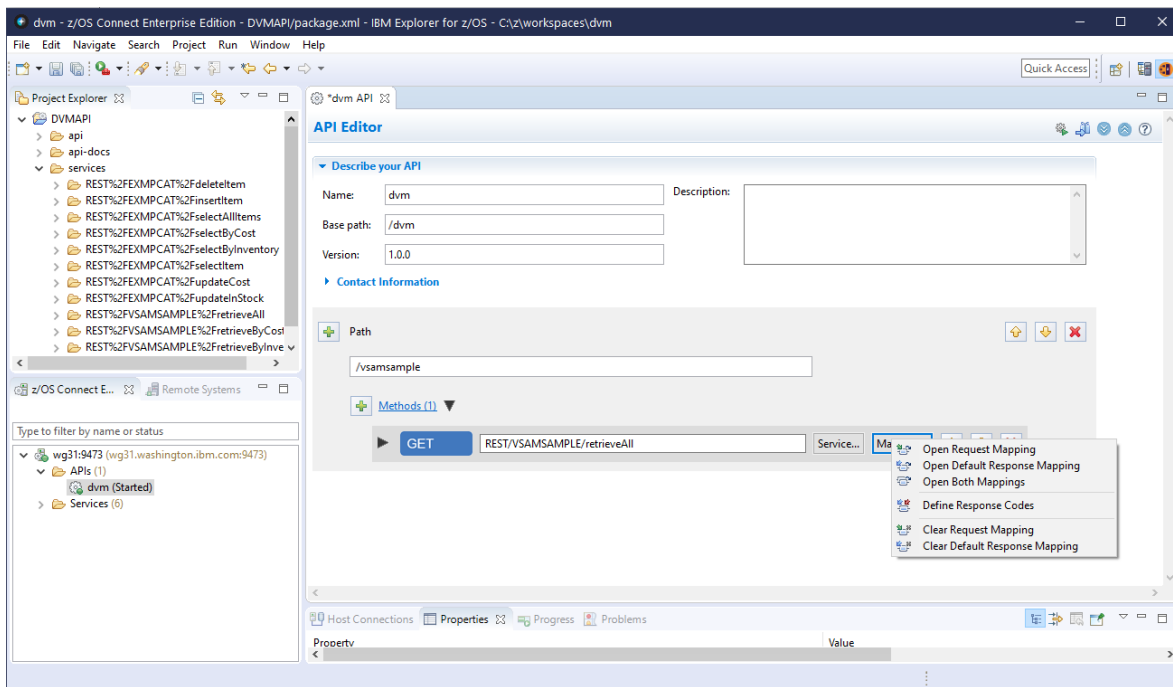 dvm - z/OS Connect Enterprise Edition - DVMAPI/package.xml - IBM Explorer for z/OS - C:\z\workspaces\dvm
File Edit Navigate Search Project Run Window Help
Quick Access
Project Explorer
DVMAPI
api
api-docs
services
REST%2FEXMPCAT%2FdeleteItem
REST%2FEXMPCAT%2FinsertItem
REST%2FEXMPCAT%2FselectAllItems
REST%2FEXMPCAT%2FselectByCost
REST%2FEXMPCAT%2FselectByInventory
REST%2FEXMPCAT%2FselectItem
REST%2FEXMPCAT%2FupdateCost
REST%2FEXMPCAT%2FupdateInStock
REST%2FVSAMSAMPLE%2FretrieveAll
REST%2FVSAMSAMPLE%2FretrieveByCost
REST%2FVSAMSAMPLE%2FretrieveByInve
z/OS Connect E... Remote Systems
Type to filter by name or status
wg31:9473 (wg31.washington.ibm.com:9473)
APIs (1)
dvm (Started)
Services (6)
*dvm API
API Editor
Describe your API
Name: dvm Description:
Base path: /dvm
Version: 1.0.0
Contact Information
Path
/vsamsample
Methods (1)
GET REST/VSAMSAMPLE/retrieveAll Service... Ma
Open Request Mapping
Open Default Response Mapping
Open Both Mappings
Define Response Codes
Clear Request Mapping
Clear Default Response Mapping
Host Connections Properties Progress Problems
Property Value